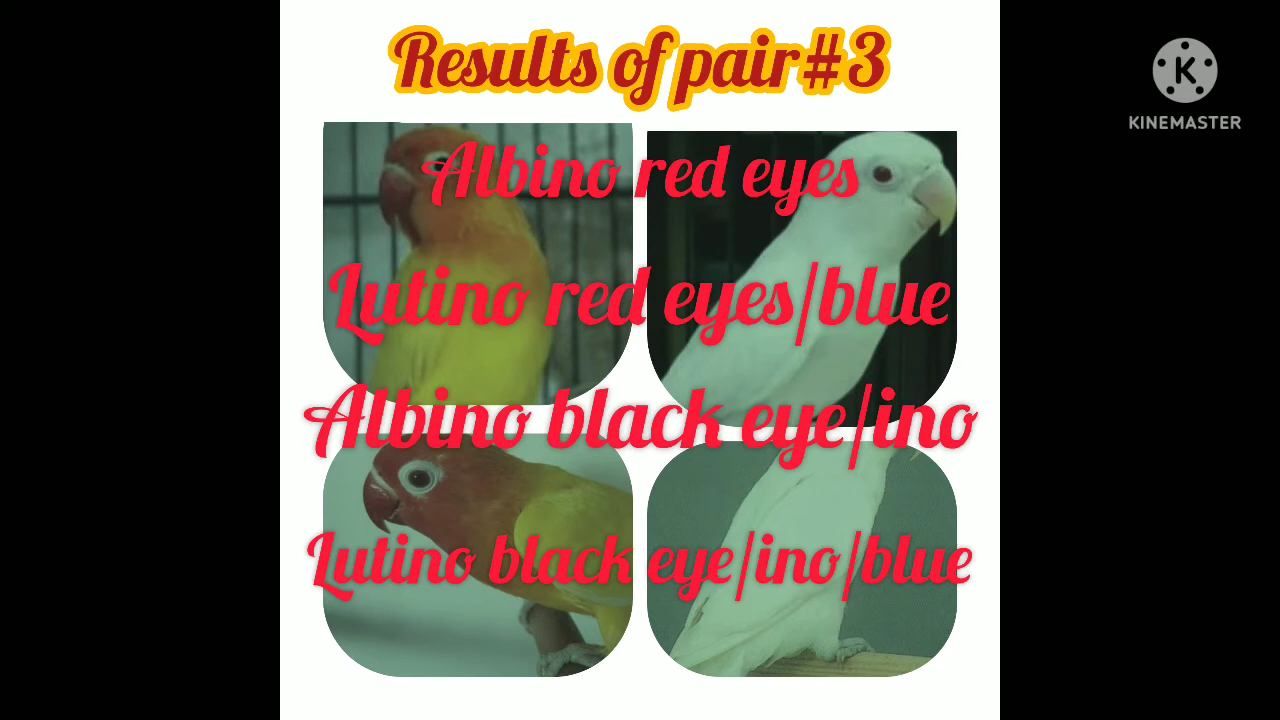 Results of pair#3
KINEMASTER
Albino red eyes
Lutino red eyes/blue
Albino black eye/ino
Lutino black eye/ino/blue